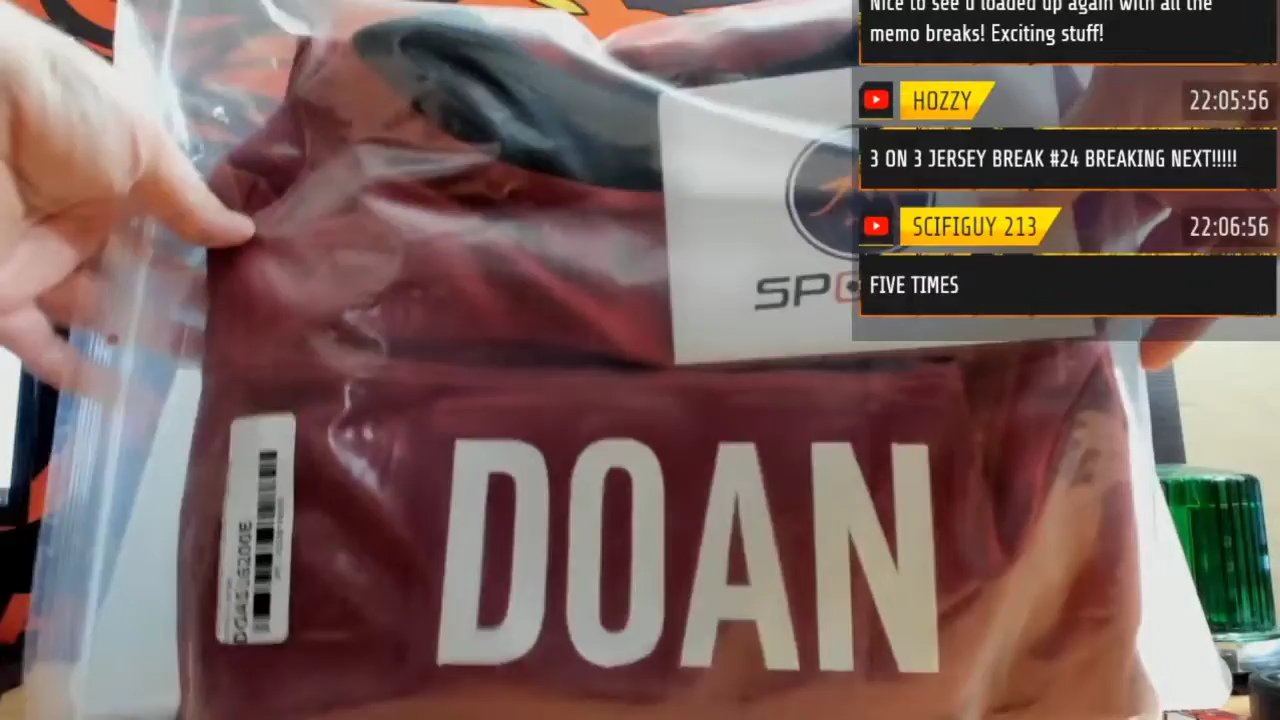 Nice to see u loaded up again with all the
memo breaks! Exciting stuff!
HOZZY
22:05:56
3 ON 3 JERSEY BREAK #24 BREAKING NEXT!!!!!
SCIFIGUY 213
22:06:56
FIVE TIMES
SPO
DOAN